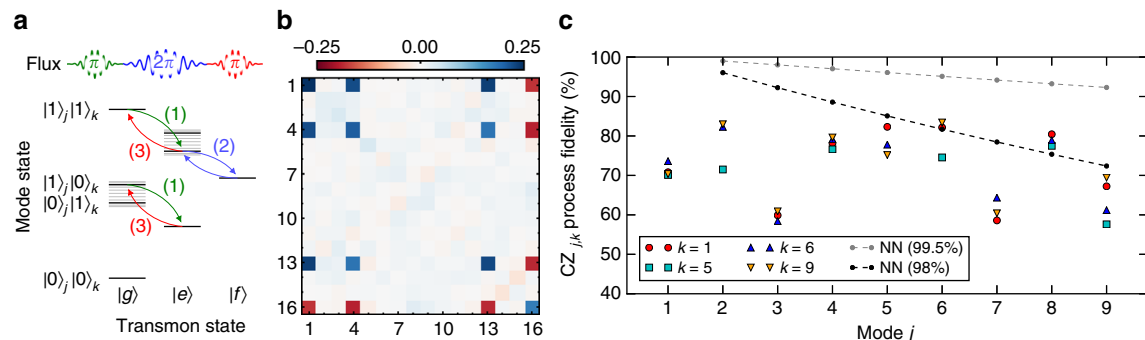 a
Flux
π
2π
π
|1⟩j|1⟩k
(1)
(3)
(2)
|1⟩j|0⟩k
|0⟩j|1⟩k
(1)
(3)
|0⟩j|0⟩k
Mode state
|g⟩ |e⟩ |f⟩
Transmon state
b
−0.25 0.00 0.25
1
4
7
10
13
16
1 4 7 10 13 16
c
CZj,k process fidelity (%)
100
90
80
70
60
50
40
k = 1 k = 6 NN (99.5%)
k = 5 k = 9 NN (98%)
1 2 3 4 5 6 7 8 9
Mode j